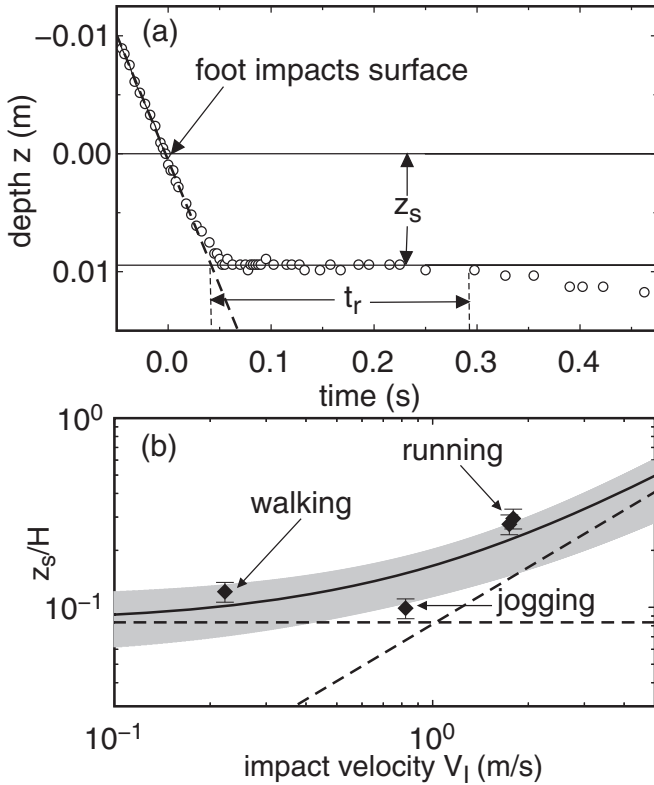 (a)
-0.01
0.00
0.01
depth z (m)
foot impacts surface
z_s
t_r
0.0 0.1 0.2 0.3 0.4
time (s)
(b)
10^0
10^-1
z_s/H
walking
running
jogging
10^-1 10^0
impact velocity V_I (m/s)